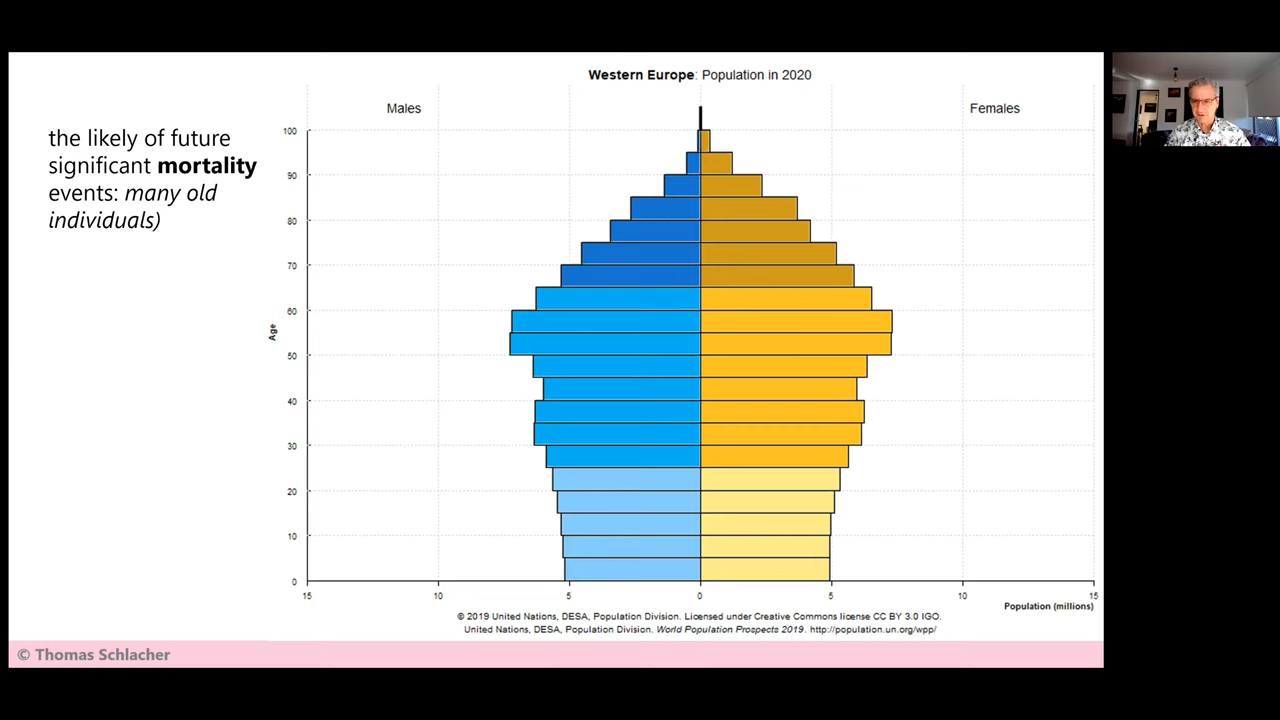 Western Europe: Population in 2020
Males
Females
the likely of future
significant mortality
events: many old
individuals)
100
90
80
70
60
50
40
30
20
10
0
Age
15
10
5
0
5
10
15
Population (millions)
© 2019 United Nations, DESA, Population Division. Licensed under Creative Commons license CC BY 3.0 IGO.
United Nations, DESA, Population Division. World Population Prospects 2019. http://population.un.org/wpp/
© Thomas Schlacher